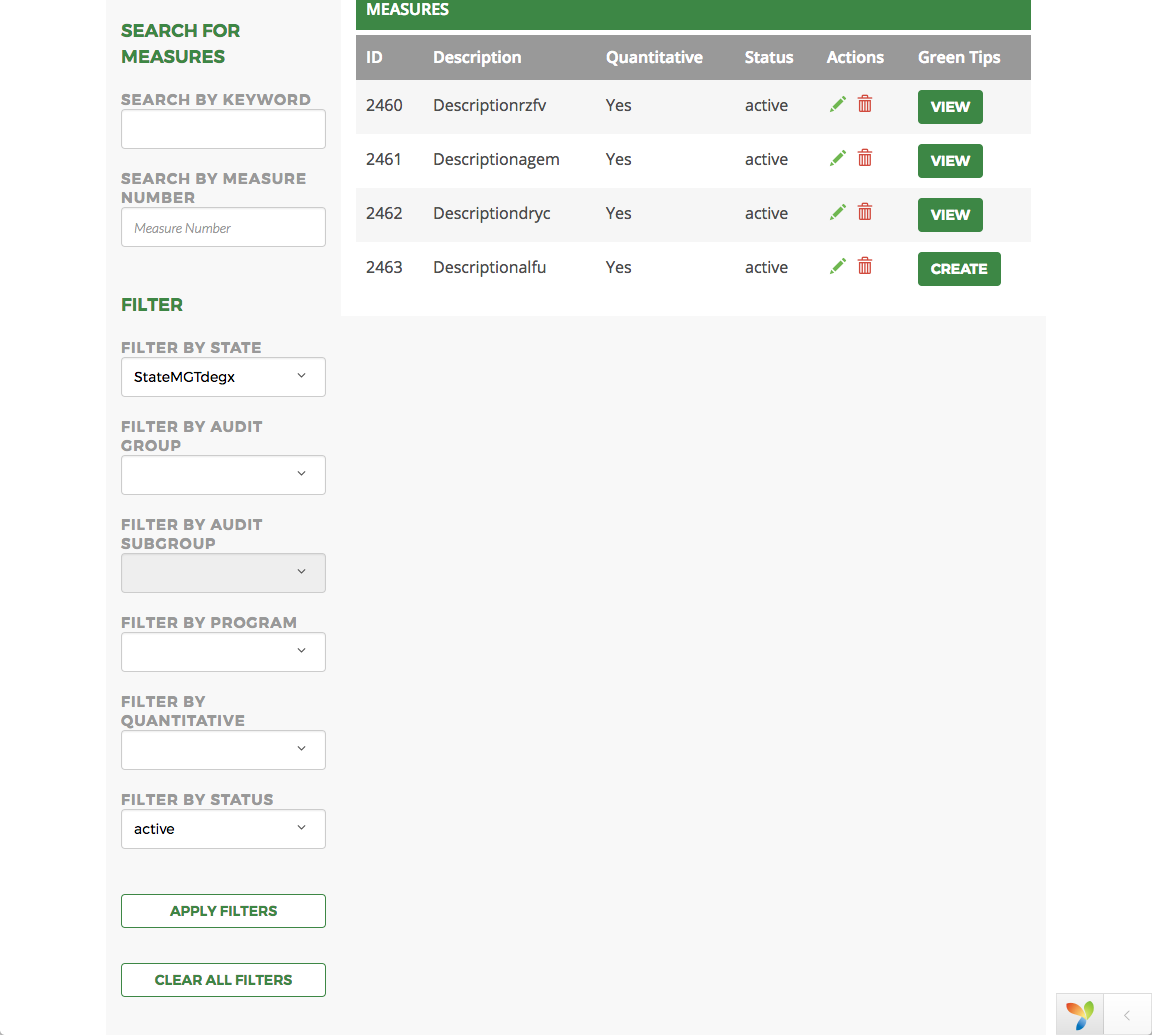 SEARCH FOR
MEASURES
SEARCH BY KEYWORD
SEARCH BY MEASURE
NUMBER
Measure Number
FILTER
FILTER BY STATE
StateMGTdegx
FILTER BY AUDIT
GROUP
FILTER BY AUDIT
SUBGROUP
FILTER BY PROGRAM
FILTER BY
QUANTITATIVE
FILTER BY STATUS
active
APPLY FILTERS
CLEAR ALL FILTERS
MEASURES
ID Description Quantitative Status Actions Green Tips
2460 Descriptionrzfv Yes active VIEW
2461 Descriptionagem Yes active VIEW
2462 Descriptiondryc Yes active VIEW
2463 Descriptionalfu Yes active CREATE